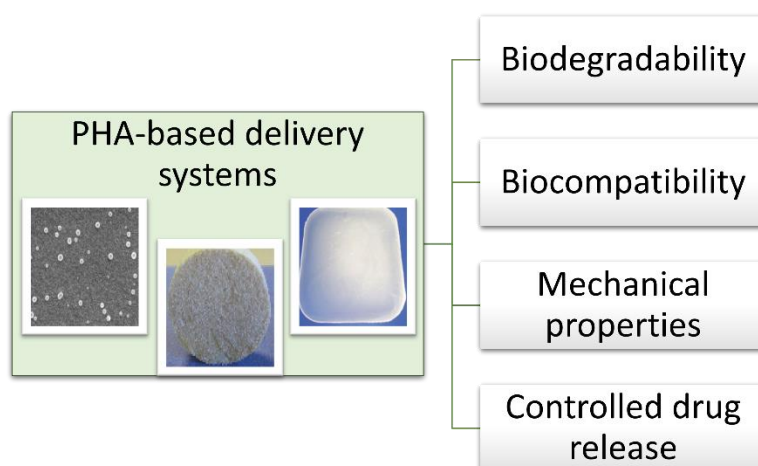 PHA-based delivery
systems
Biodegradability
Biocompatibility
Mechanical
properties
Controlled drug
release